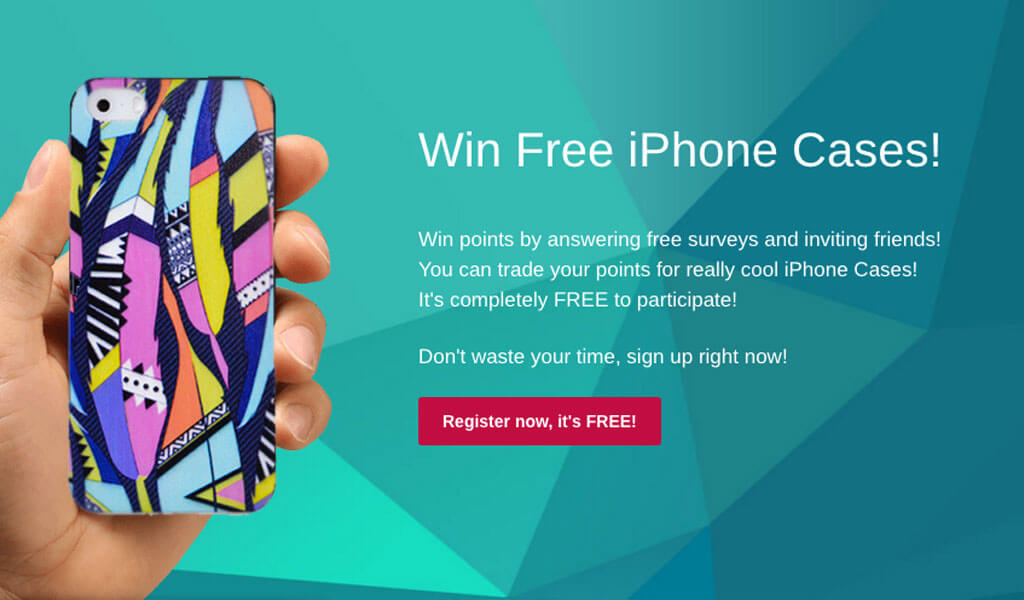 Win Free iPhone Cases!
Win points by answering free surveys and inviting friends!
You can trade your points for really cool iPhone Cases!
It's completely FREE to participate!
Don't waste your time, sign up right now!
Register now, it's FREE!